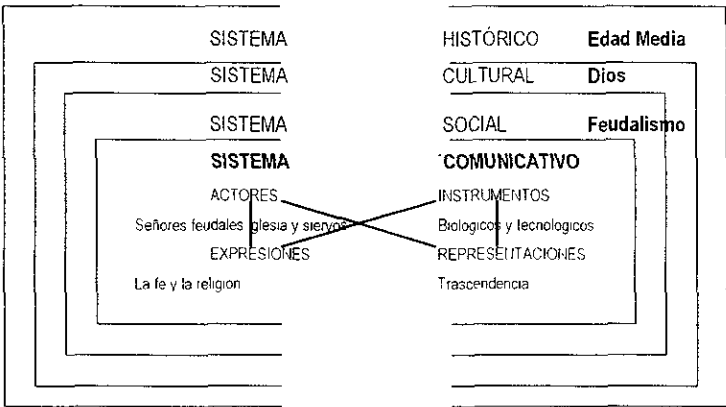 SISTEMA HISTÓRICO Edad Media
SISTEMA CULTURAL Dios
SISTEMA SOCIAL Feudalismo
SISTEMA COMUNICATIVO
ACTORES INSTRUMENTOS
Señores feudales iglesia y siervos Biologicos y tecnologicos
EXPRESIONES REPRESENTACIONES
La fe y la religion Trascendencia